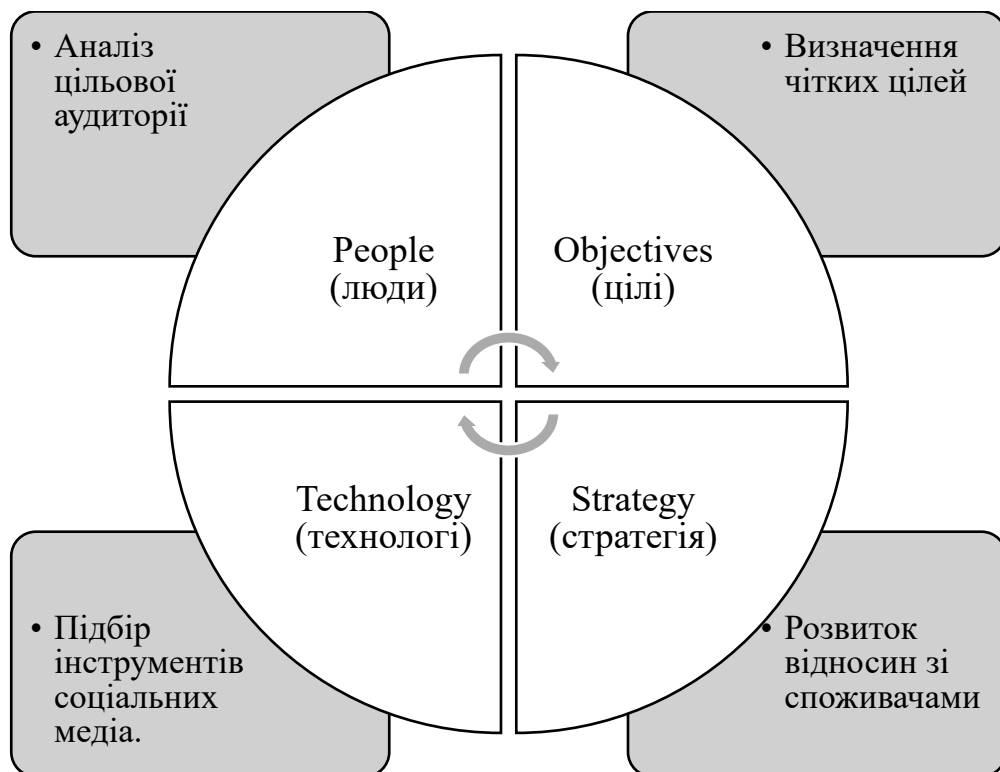 • Аналіз
цільової
аудиторії
• Визначення
чітких цілей
People
(люди)
Objectives
(цілі)
Technology
(технологі)
Strategy
(стратегія)
• Підбір
інструментів
соціальних
медіа.
• Розвиток
відносин зі
споживачами